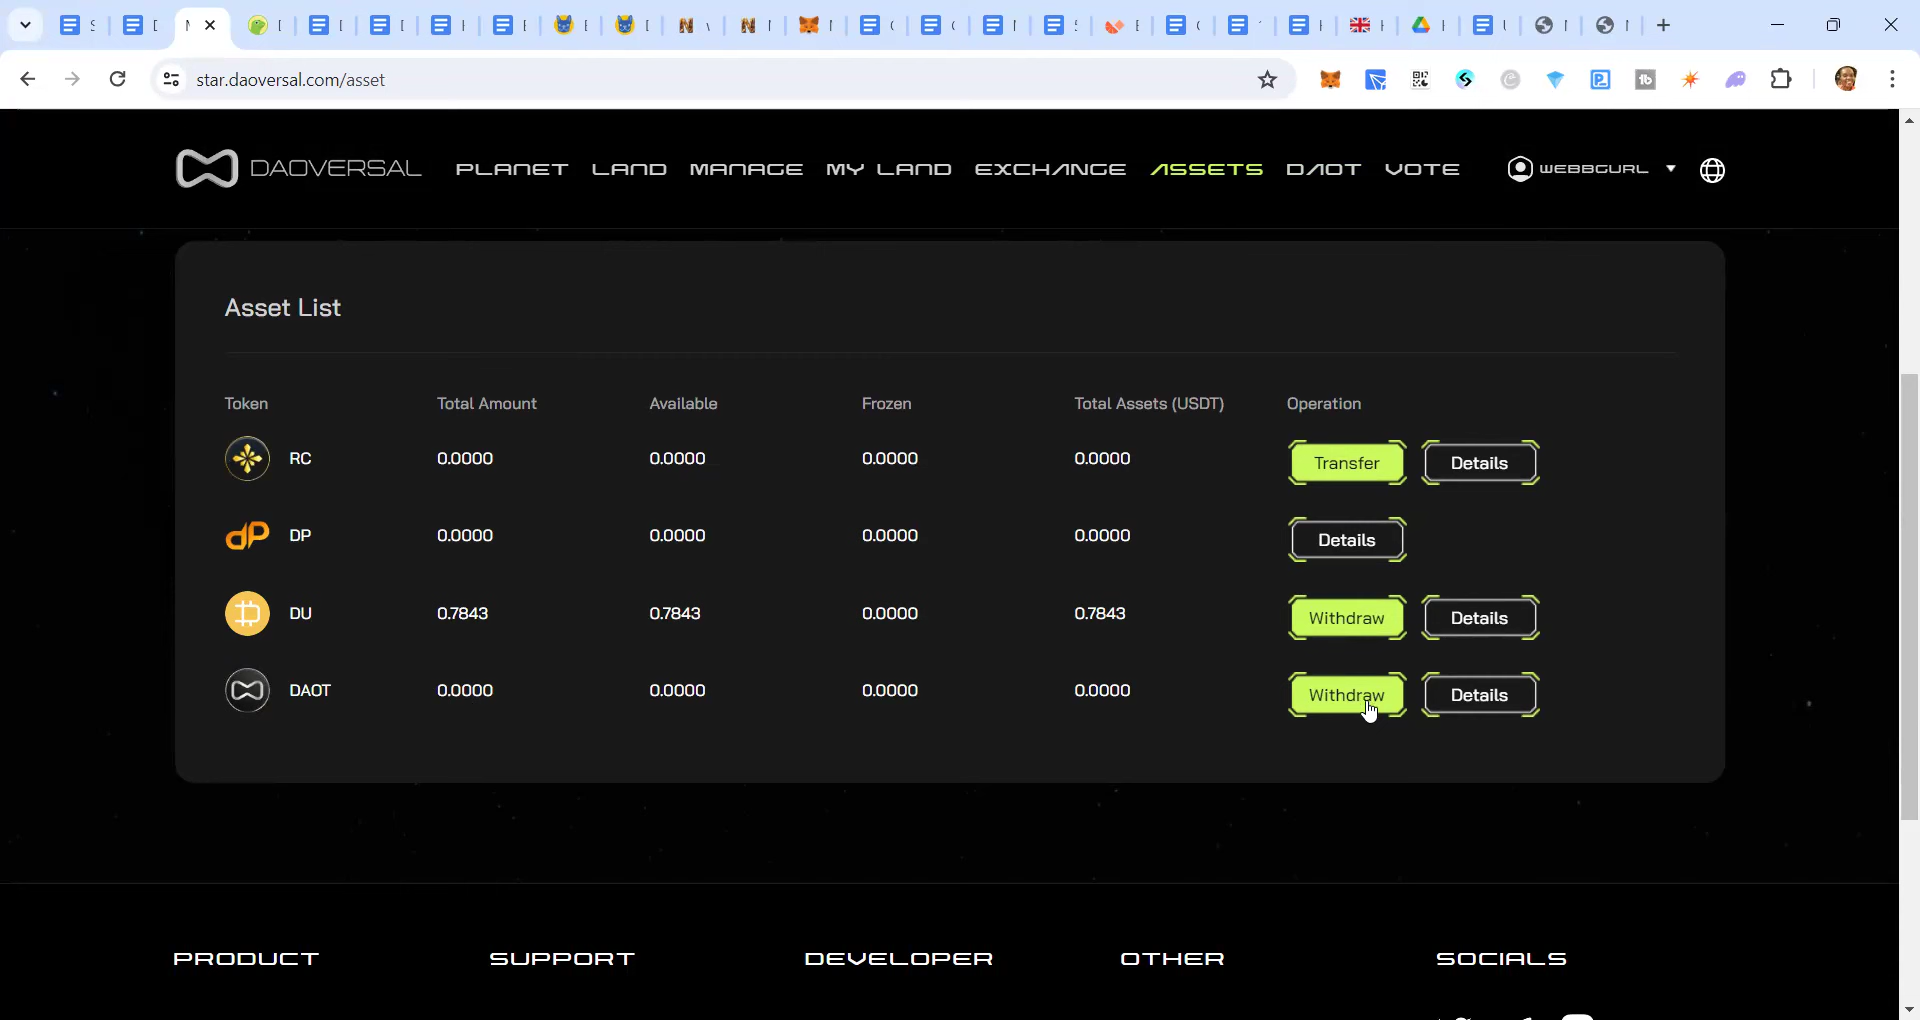 star.daoversal.com/asset
DAOVERSAL PLANET LAND MANAGE MY LAND EXCHANGE ASSETS DAOT VOTE WEBBGURL
Asset List
Token Total Amount Available Frozen Total Assets (USDT) Operation
RC 0.0000 0.0000 0.0000 0.0000 Transfer Details
DP 0.0000 0.0000 0.0000 0.0000 Details
DU 0.7843 0.7843 0.0000 0.7843 Withdraw Details
DAOT 0.0000 0.0000 0.0000 0.0000 Withdraw Details
PRODUCT SUPPORT DEVELOPER OTHER SOCIALS